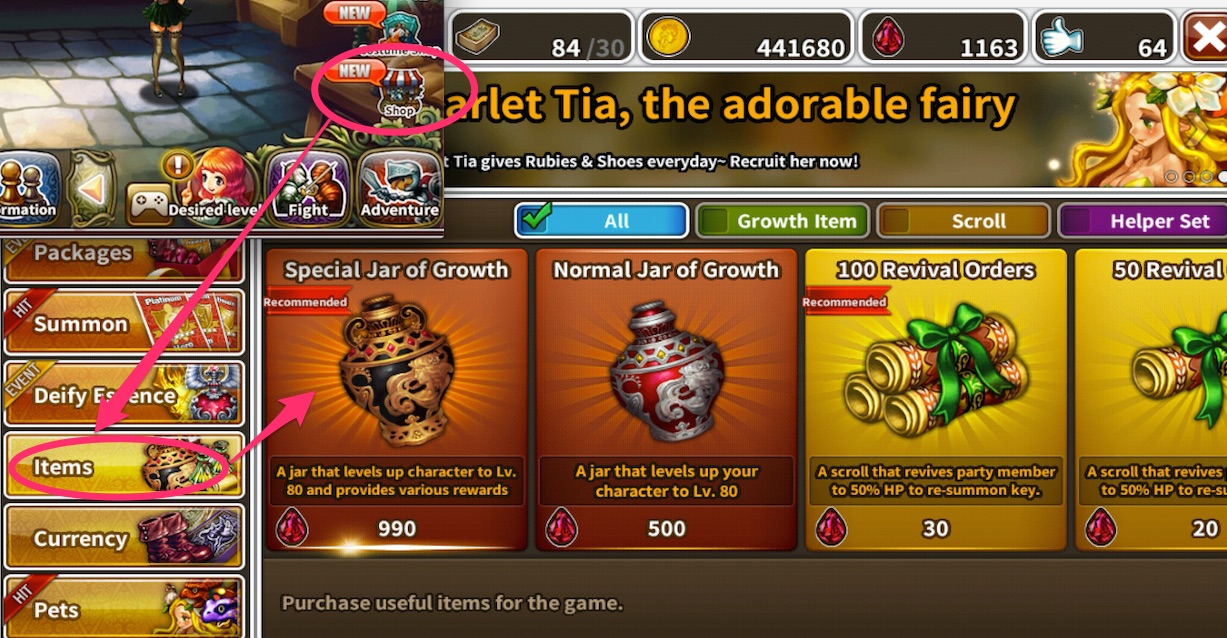 NEW
Costume Shop
NEW
Shop
84 /30
441680
1163
64
arlet Tia, the adorable fairy
t Tia gives Rubies & Shoes everyday~ Recruit her now!
rmation
!
Desired level
Fight
Adventure
All
Growth Item
Scroll
Helper Set
Packages
HIT
Summon
EVENT
Deify Essence
Items
Currency
HIT
Pets
Special Jar of Growth
Recommended
A jar that levels up character to Lv.
80 and provides various rewards
990
Normal Jar of Growth
A jar that levels up your
character to Lv. 80
500
100 Revival Orders
Recommended
A scroll that revives party member
to 50% HP to re-summon key.
30
50 Revival
A scroll that revives
to 50% HP to re-su
20
Purchase useful items for the game.